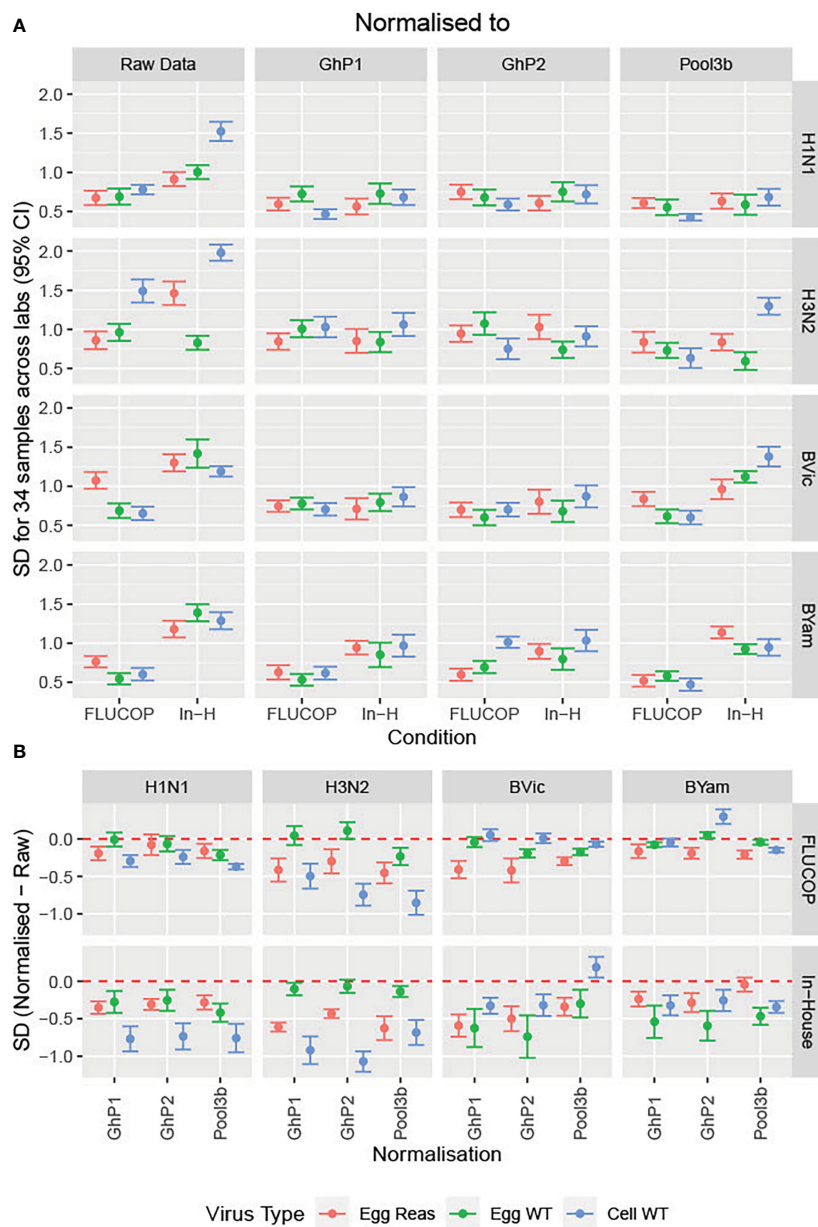 A
Normalised to
Raw Data GhP1 GhP2 Pool3b
SD for 34 samples across labs (95% CI)
2.0
1.5
1.0
0.5
H1N1
2.0
1.5
1.0
0.5
H3N2
2.0
1.5
1.0
0.5
BVic
2.0
1.5
1.0
0.5
BYam
FLUCOP In-H FLUCOP In-H FLUCOP In-H FLUCOP In-H
Condition
B
H1N1 H3N2 BVic BYam
SD (Normalised − Raw)
0.0
−0.5
−1.0
FLUCOP
0.0
−0.5
−1.0
In-House
GhP1 GhP2 Pool3b GhP1 GhP2 Pool3b GhP1 GhP2 Pool3b GhP1 GhP2 Pool3b
Normalisation
Virus Type Egg Reas Egg WT Cell WT